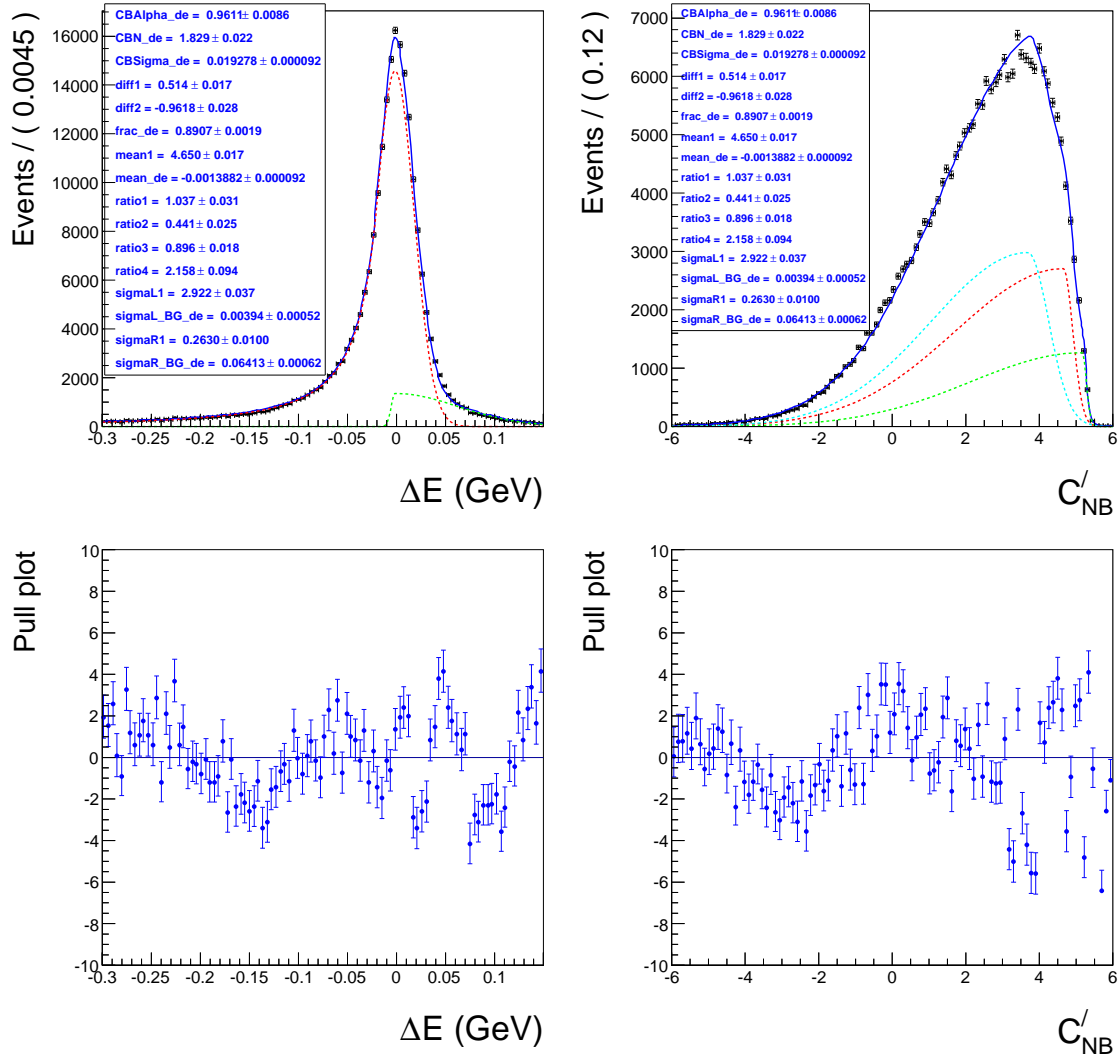 Events / ( 0.0045 )
16000
14000
12000
10000
8000
6000
4000
2000
0
CBAlpha_de = 0.9611± 0.0086
CBN_de = 1.829 ± 0.022
CBSigma_de = 0.019278 ± 0.000092
diff1 = 0.514 ± 0.017
diff2 = -0.9618 ± 0.028
frac_de = 0.8907 ± 0.0019
mean1 = 4.650 ± 0.017
mean_de = -0.0013882 ± 0.000092
ratio1 = 1.037 ± 0.031
ratio2 = 0.441 ± 0.025
ratio3 = 0.896 ± 0.018
ratio4 = 2.158 ± 0.094
sigmaL1 = 2.922 ± 0.037
sigmaL_BG_de = 0.00394 ± 0.00052
sigmaR1 = 0.2630 ± 0.0100
sigmaR_BG_de = 0.06413 ± 0.00062
-0.3 -0.25 -0.2 -0.15 -0.1 -0.05 0 0.05 0.1
ΔE (GeV)
Events / ( 0.12 )
7000
6000
5000
4000
3000
2000
1000
0
CBAlpha_de = 0.9611± 0.0086
CBN_de = 1.829 ± 0.022
CBSigma_de = 0.019278 ± 0.000092
diff1 = 0.514 ± 0.017
diff2 = -0.9618 ± 0.028
frac_de = 0.8907 ± 0.0019
mean1 = 4.650 ± 0.017
mean_de = -0.0013882 ± 0.000092
ratio1 = 1.037 ± 0.031
ratio2 = 0.441 ± 0.025
ratio3 = 0.896 ± 0.018
ratio4 = 2.158 ± 0.094
sigmaL1 = 2.922 ± 0.037
sigmaL_BG_de = 0.00394 ± 0.00052
sigmaR1 = 0.2630 ± 0.0100
sigmaR_BG_de = 0.06413 ± 0.00062
-6 -4 -2 0 2 4 6
C′NB
Pull plot
10
8
6
4
2
0
-2
-4
-6
-8
-10
-0.3 -0.25 -0.2 -0.15 -0.1 -0.05 0 0.05 0.1
ΔE (GeV)
Pull plot
10
8
6
4
2
0
-2
-4
-6
-8
-10
-6 -4 -2 0 2 4 6
C′NB